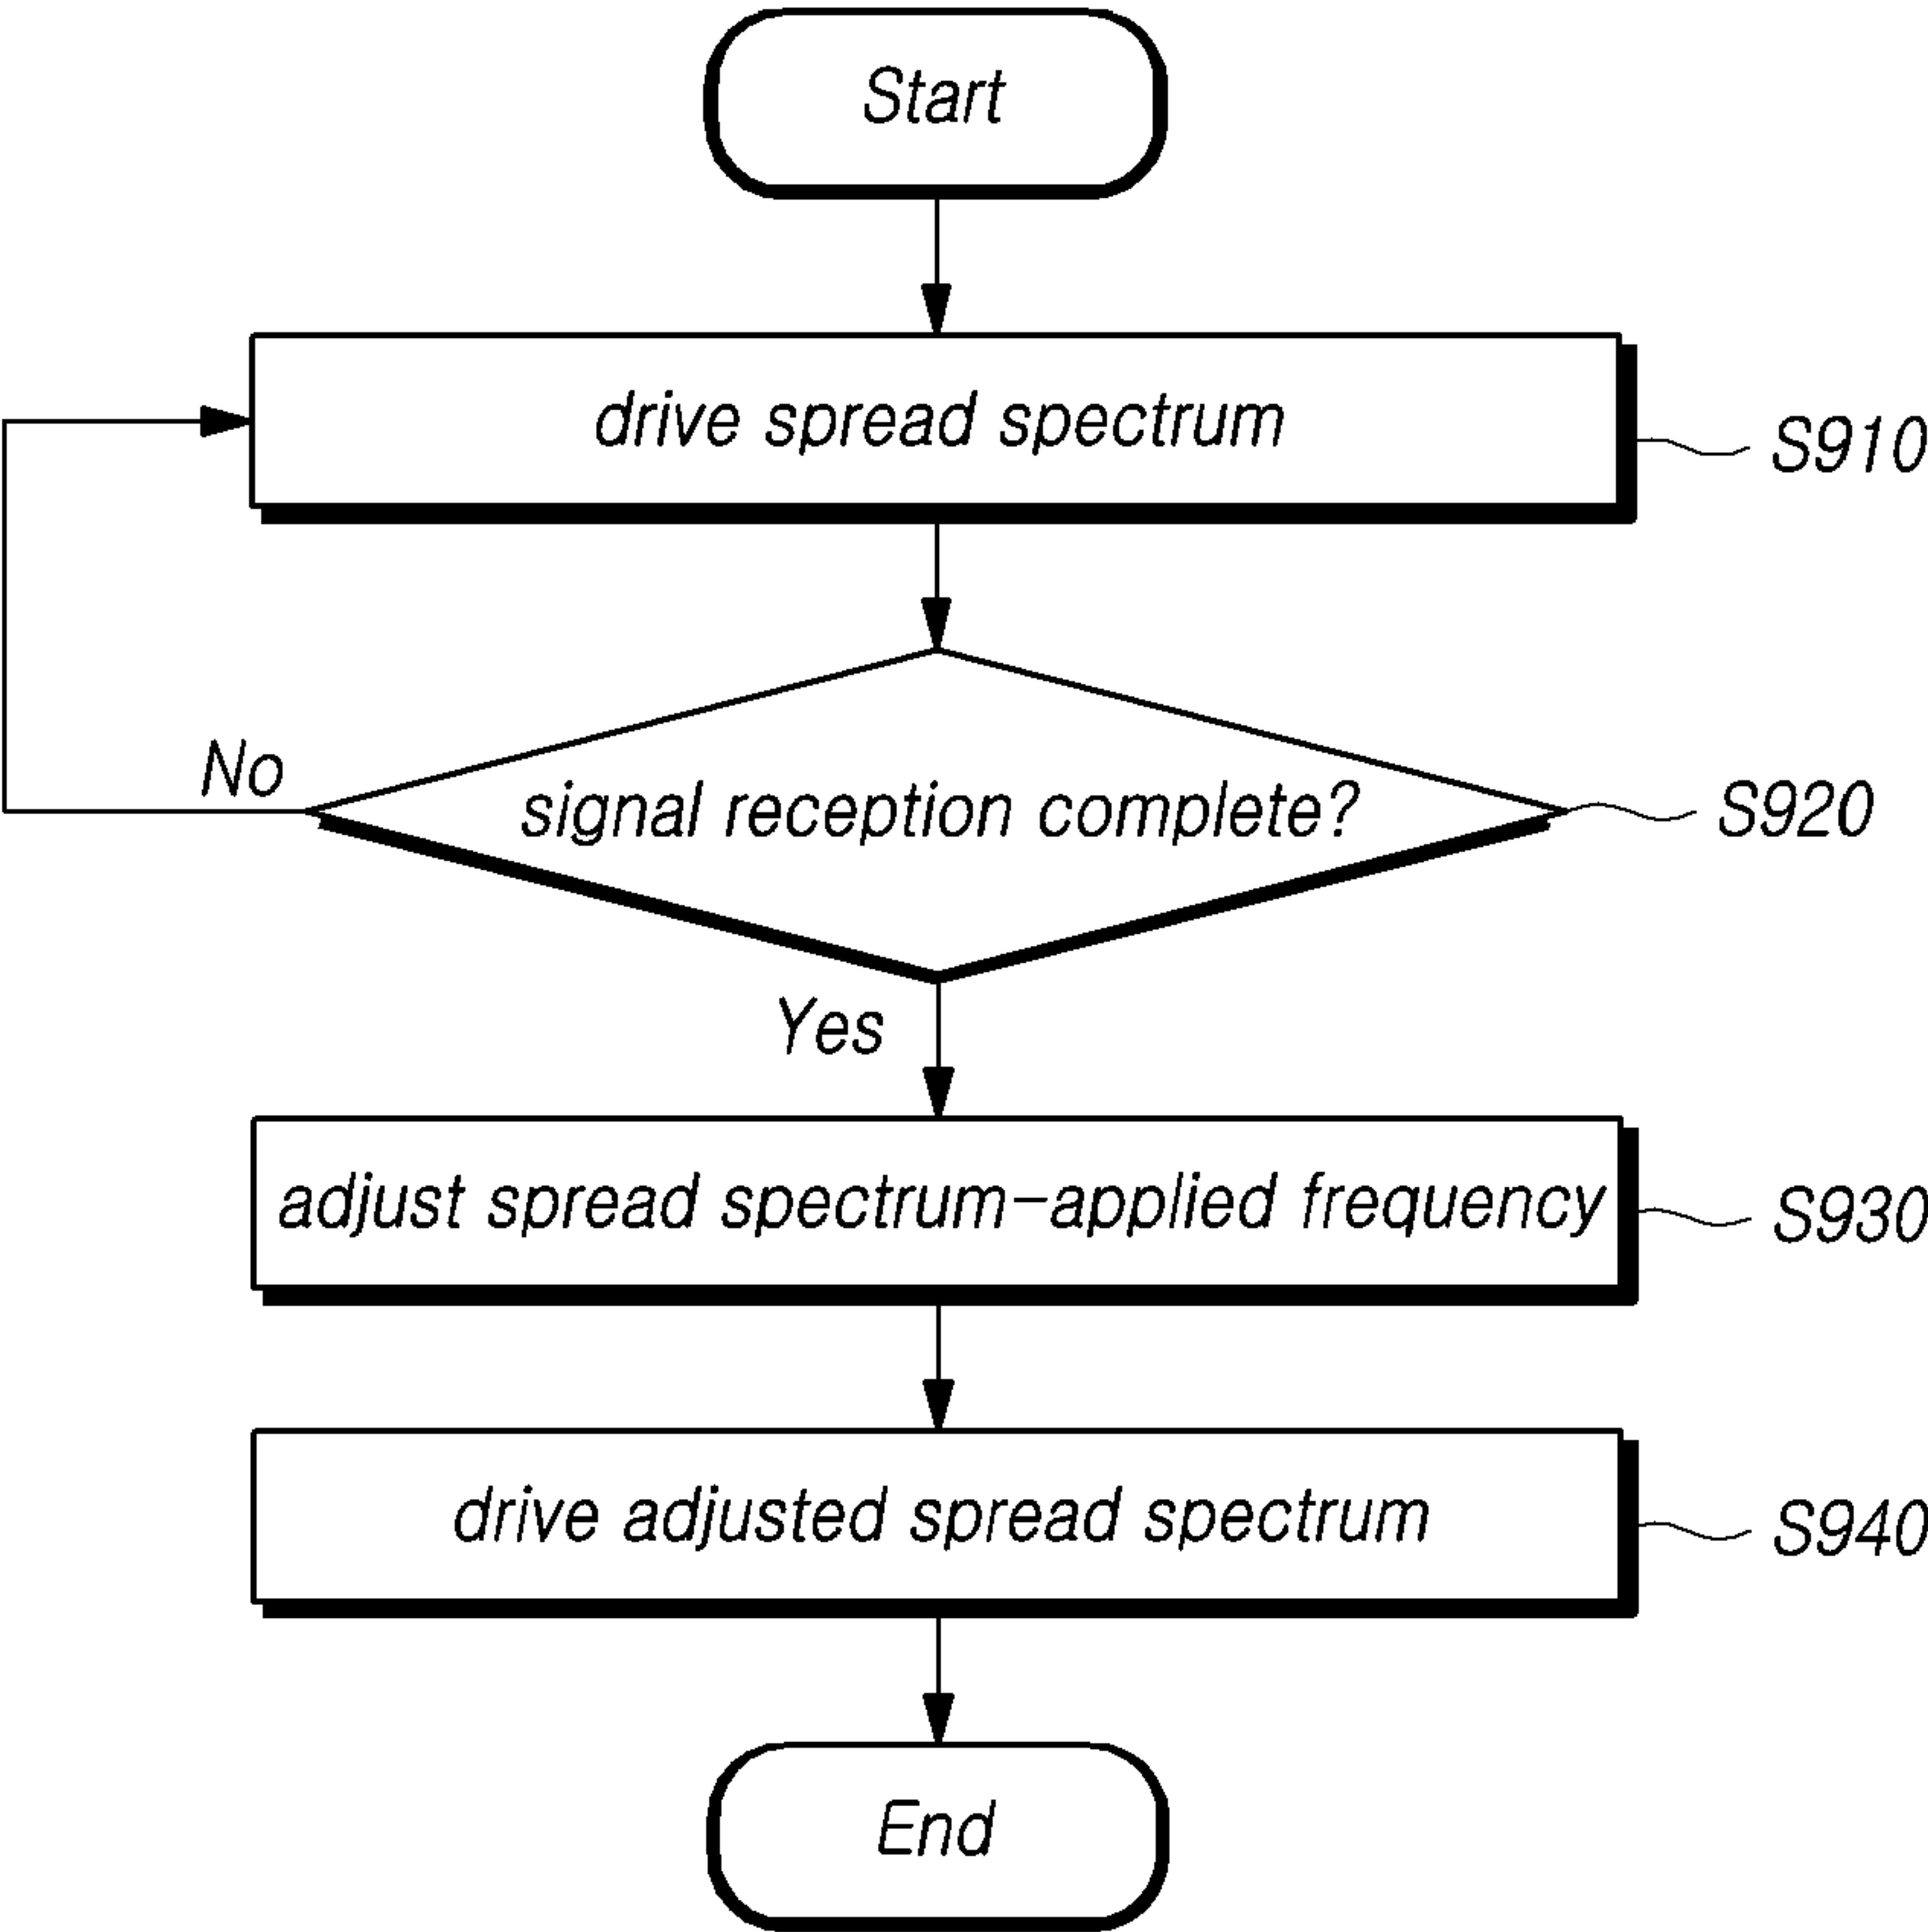 Start
drive spread spectrum
S910
No
signal reception complete?
S920
Yes
adjust spread spectrum-applied frequency
S930
drive adjusted spread spectrum
S940
End